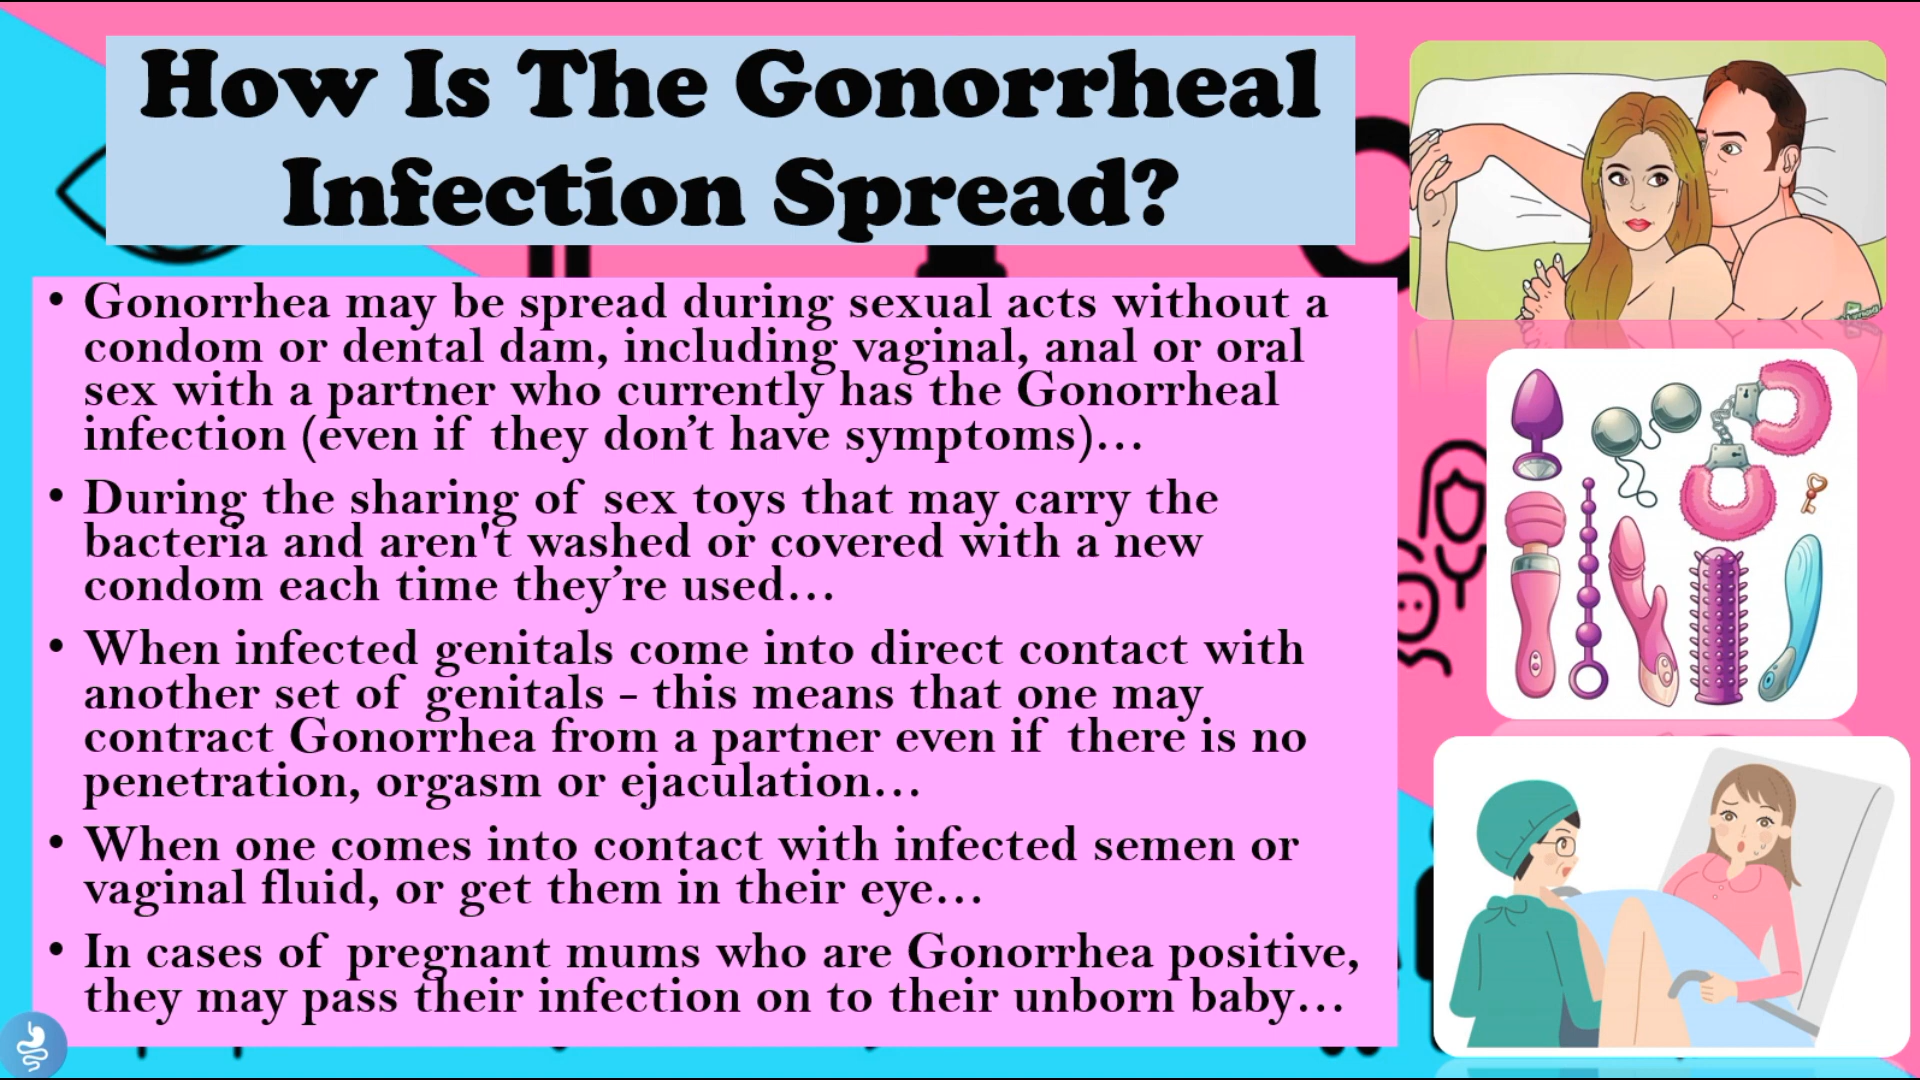 How Is The Gonorrheal
Infection Spread?
• Gonorrhea may be spread during sexual acts without a
condom or dental dam, including vaginal, anal or oral
sex with a partner who currently has the Gonorrheal
infection (even if they don’t have symptoms)…
• During the sharing of sex toys that may carry the
bacteria and aren't washed or covered with a new
condom each time they’re used…
• When infected genitals come into direct contact with
another set of genitals – this means that one may
contract Gonorrhea from a partner even if there is no
penetration, orgasm or ejaculation…
• When one comes into contact with infected semen or
vaginal fluid, or get them in their eye…
• In cases of pregnant mums who are Gonorrhea positive,
they may pass their infection on to their unborn baby…